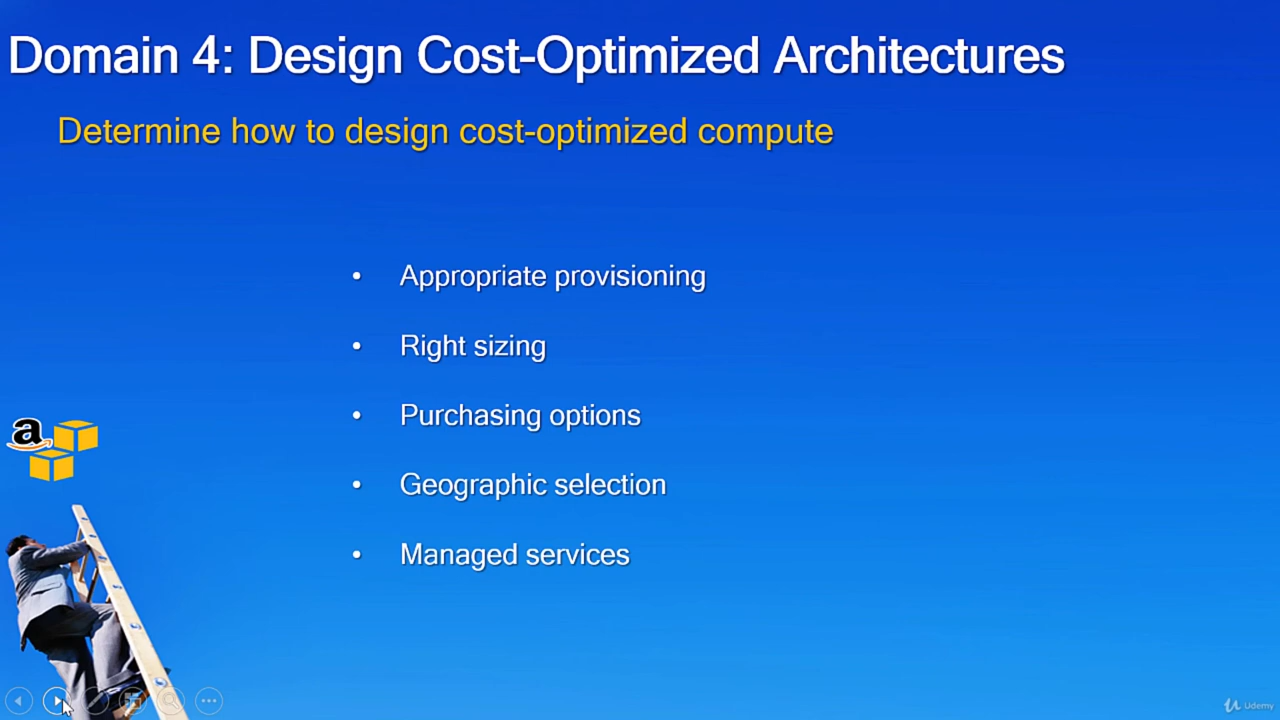 Domain 4: Design Cost-Optimized Architectures
Determine how to design cost-optimized compute
• Appropriate provisioning
• Right sizing
• Purchasing options
• Geographic selection
• Managed services
a
Udemy